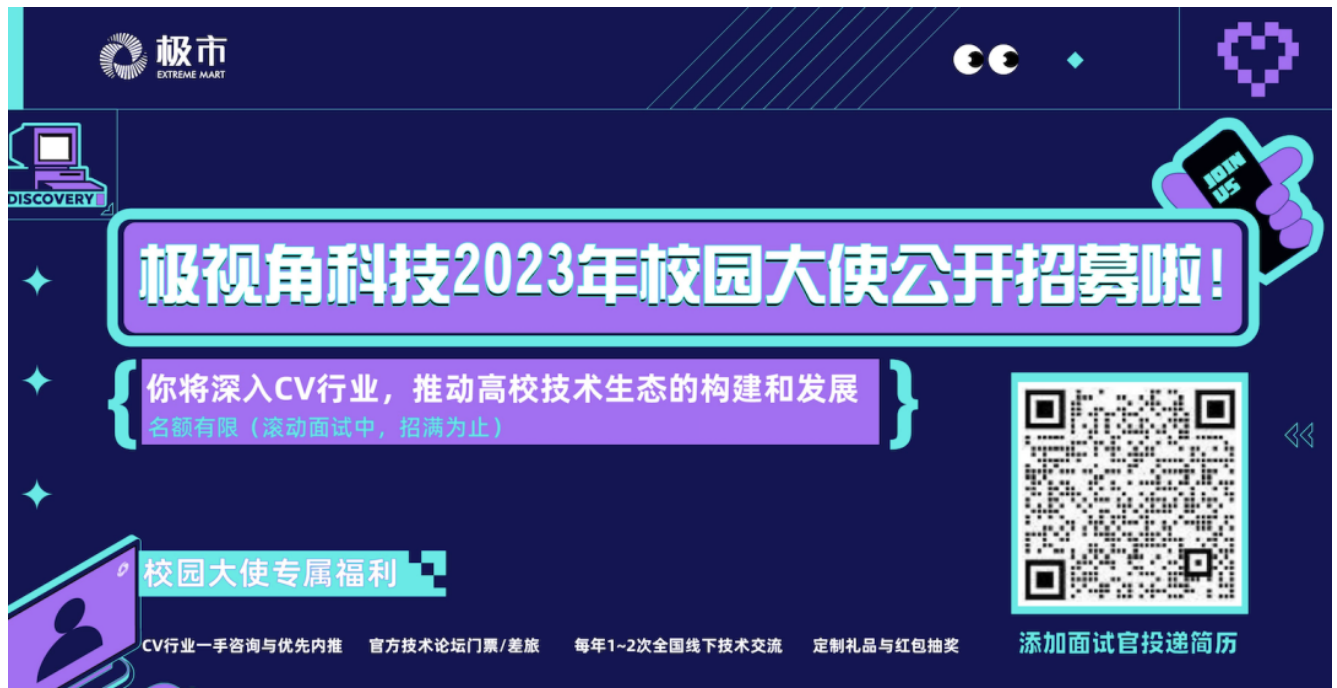 极市
EXTREME MART
DISCOVERY
JOIN
US
极视角科技2023年校园大使公开招募啦!
你将深入CV行业，推动高校技术生态的构建和发展
名额有限（滚动面试中，招满为止）
校园大使专属福利
CV行业一手咨询与优先内推 官方技术论坛门票/差旅 每年1~2次全国线下技术交流 定制礼品与红包抽奖
添加面试官投递简历